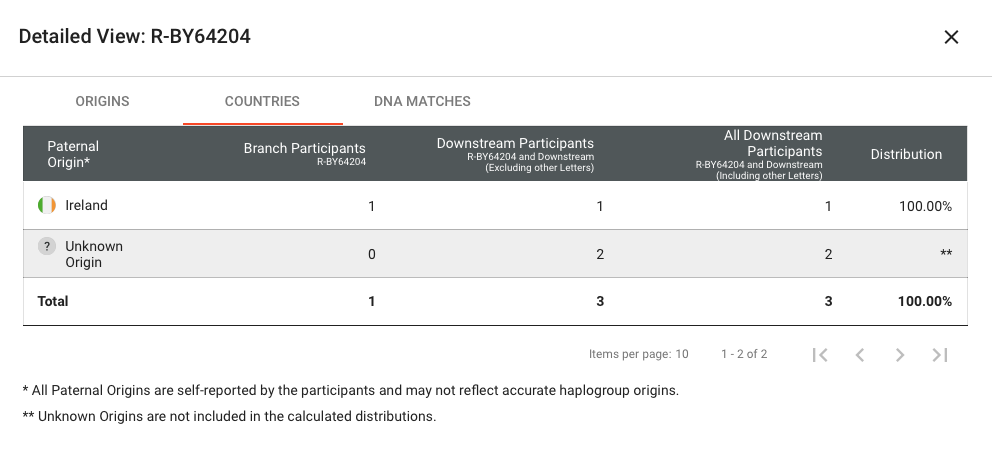 Detailed View: R-BY64204
ORIGINS COUNTRIES DNA MATCHES
Paternal Origin* Branch Participants R-BY64204 Downstream Participants R-BY64204 and Downstream (Excluding other Letters) All Downstream Participants R-BY64204 and Downstream (Including other Letters) Distribution
Ireland 1 1 1 100.00%
? Unknown Origin 0 2 2 **
Total 1 3 3 100.00%
Items per page: 10 1 - 2 of 2
* All Paternal Origins are self-reported by the participants and may not reflect accurate haplogroup origins.
** Unknown Origins are not included in the calculated distributions.